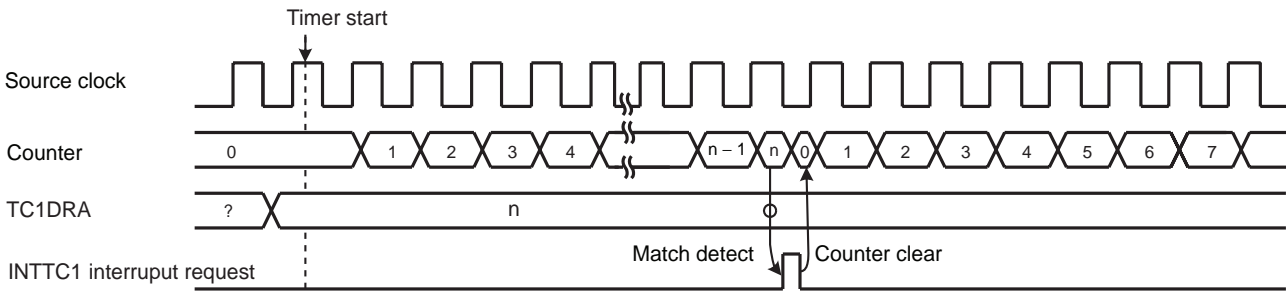 Timer start
Source clock
Counter 0 1 2 3 4 n – 1 n 0 1 2 3 4 5 6 7
TC1DRA ? n
Match detect Counter clear
INTTC1 interruput request